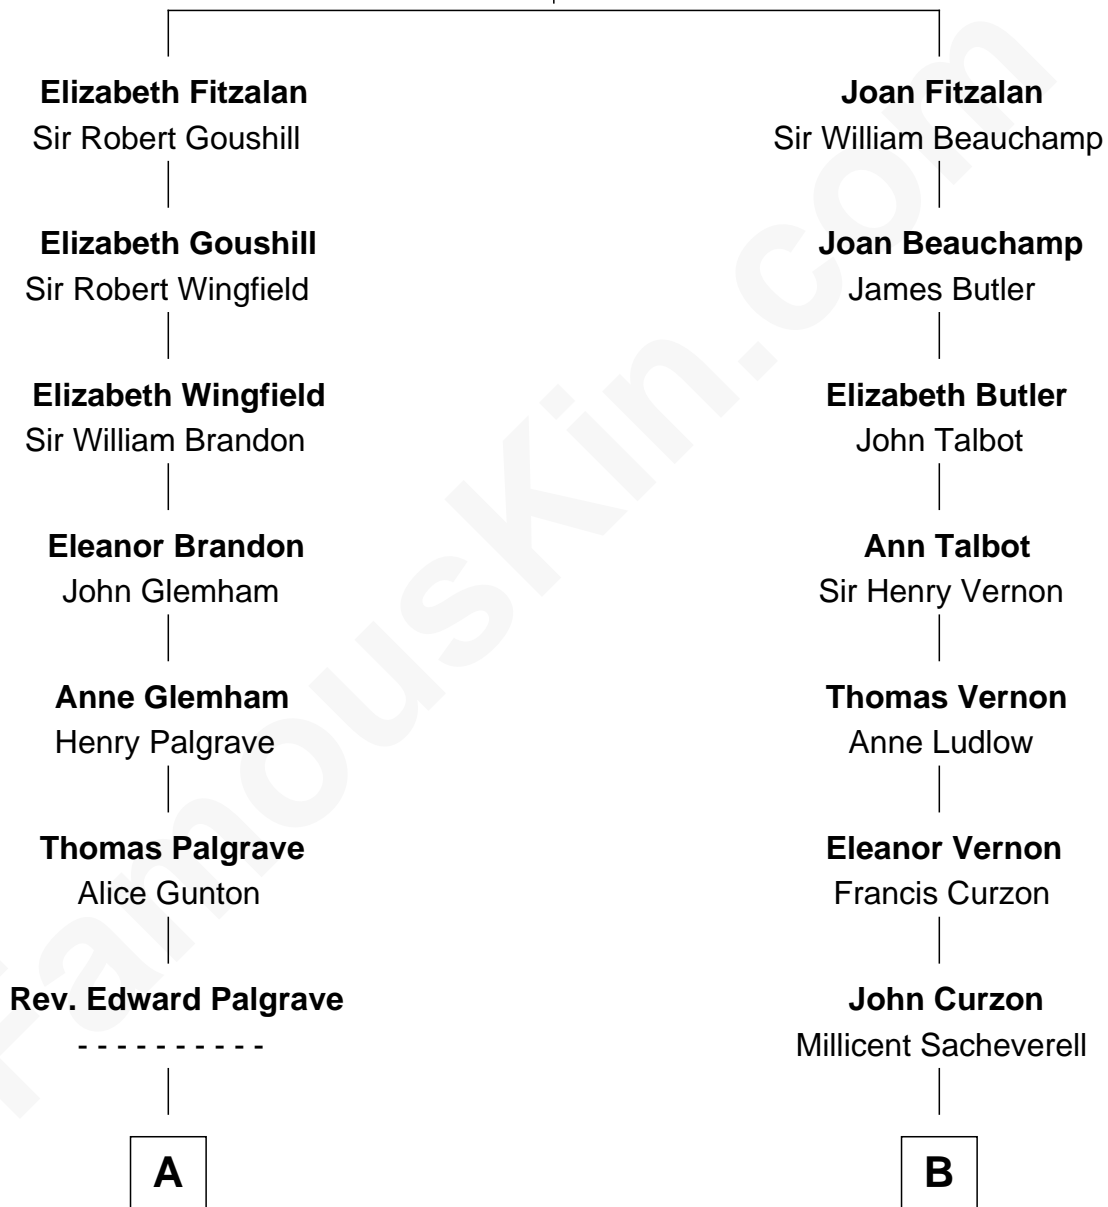 Elizabeth Fitzalan
Sir Robert Goushill
Elizabeth Goushill
Sir Robert Wingfield
Elizabeth Wingfield
Sir William Brandon
Eleanor Brandon
John Glemham
Anne Glemham
Henry Palgrave
Thomas Palgrave
Alice Gunton
Rev. Edward Palgrave
- - - - - - - - - -
A
Joan Fitzalan
Sir William Beauchamp
Joan Beauchamp
James Butler
Elizabeth Butler
John Talbot
Ann Talbot
Sir Henry Vernon
Thomas Vernon
Anne Ludlow
Eleanor Vernon
Francis Curzon
John Curzon
Millicent Sacheverell
B
FamousKin.com